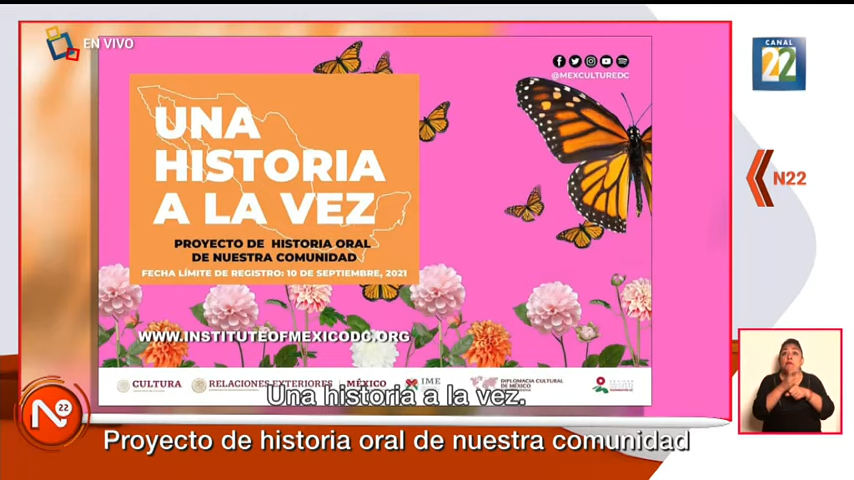 EN VIVO
@MEXCULTUREDC
CANAL
22
UNA
HISTORIA
A LA VEZ
PROYECTO DE HISTORIA ORAL
DE NUESTRA COMUNIDAD
FECHA LÍMITE DE REGISTRO: 10 DE SEPTIEMBRE, 2021
N22
WWW.INSTITUTEOFMEXICODC.ORG
CULTURA
RELACIONES EXTERIORES
MÉXICO
IME
DIPLOMACIA CULTURAL
DE MÉXICO
Una historia a la vez.
N22
Proyecto de historia oral de nuestra comunidad